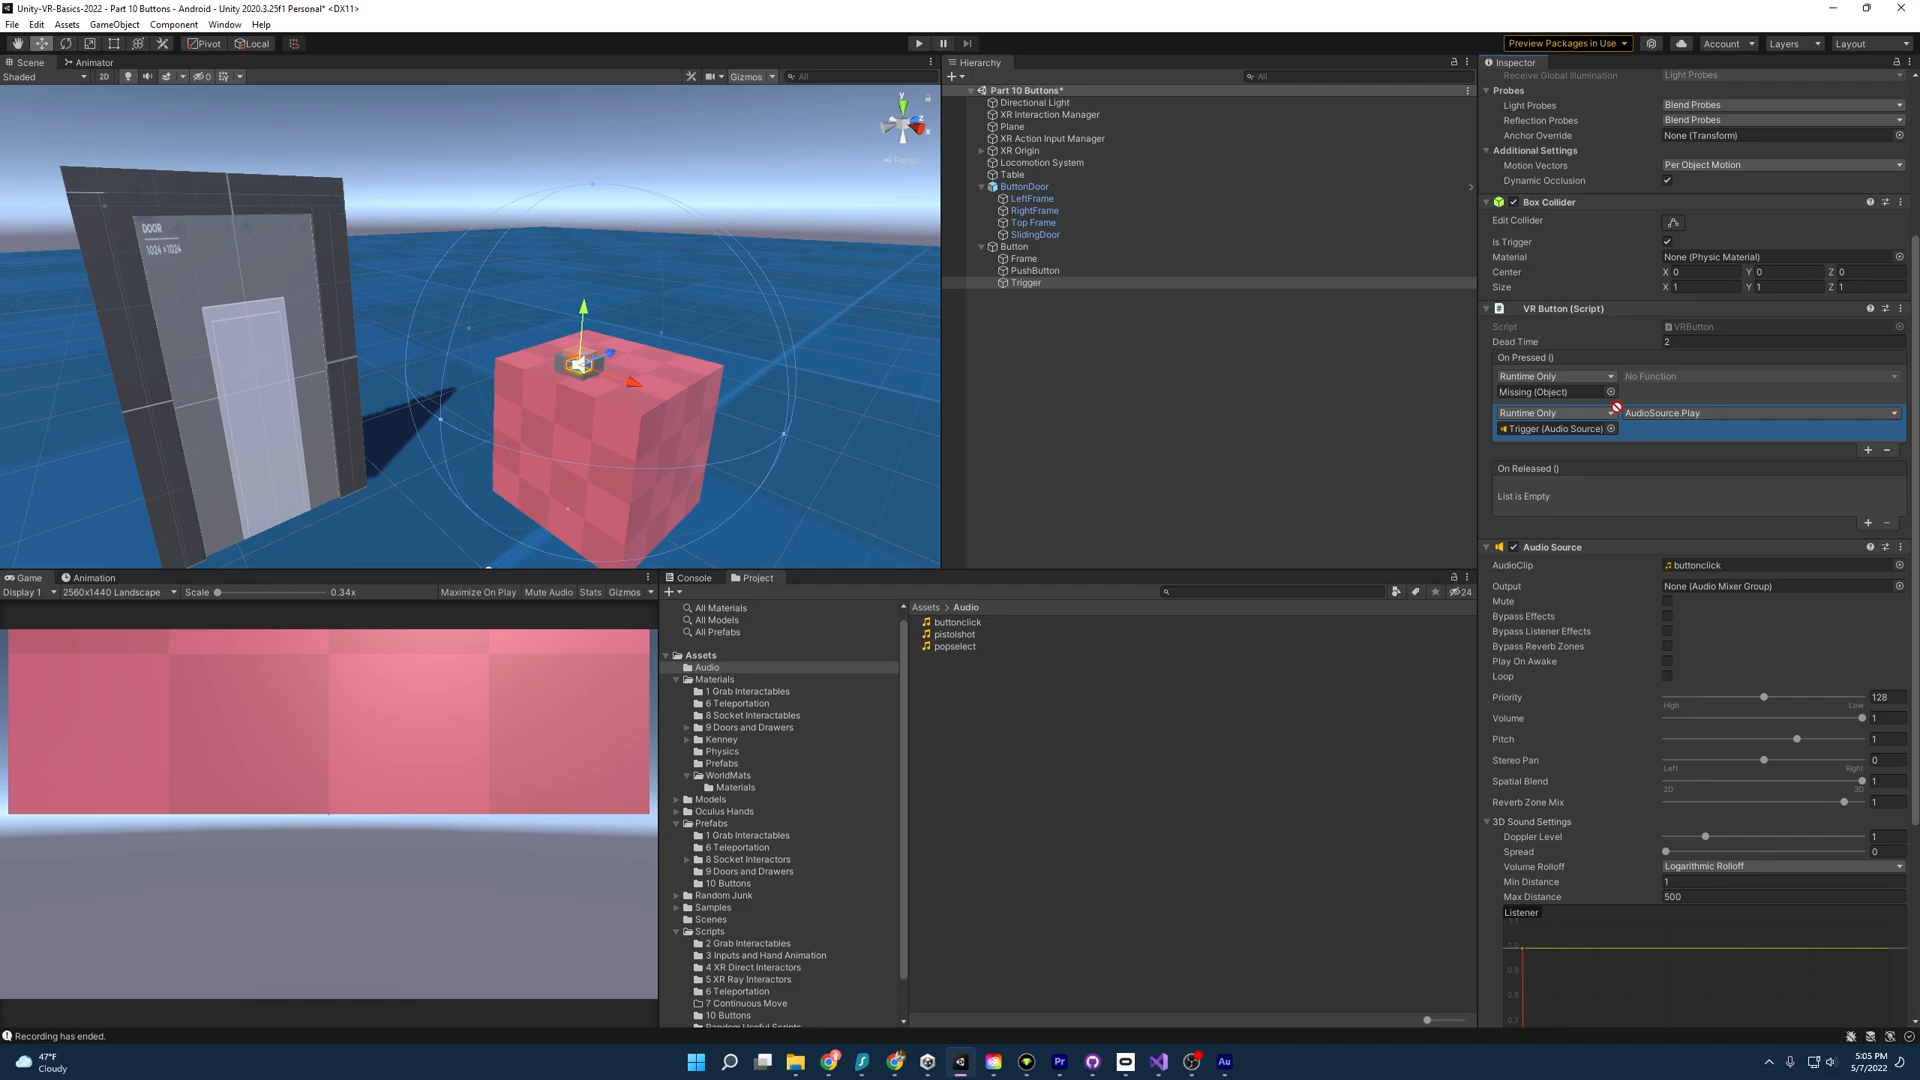 Unity-VR-Basics-2022 - Part 10 Buttons - Android - Unity 2020.3.25f1 Personal* <DX11>
File Edit Assets GameObject Component Window Help
Pivot Local
Preview Packages in Use Account Layers Layout
Scene Animator
Shaded 2D 0 Gizmos All
y
z
x
Persp
DOOR
1024 x 1024
Hierarchy
All
Part 10 Buttons*
Directional Light
XR Interaction Manager
Plane
XR Action Input Manager
XR Origin
Locomotion System
Table
ButtonDoor
LeftFrame
RightFrame
Top Frame
SlidingDoor
Button
Frame
PushButton
Trigger
Inspector
Receive Global Illumination Light Probes
Probes
Light Probes Blend Probes
Reflection Probes Blend Probes
Anchor Override None (Transform)
Additional Settings
Motion Vectors Per Object Motion
Dynamic Occlusion
Box Collider
Edit Collider
Is Trigger
Material None (Physic Material)
Center X 0 Y 0 Z 0
Size X 1 Y 1 Z 1
VR Button (Script)
Script VRButton
Dead Time 2
On Pressed ()
Runtime Only No Function
Missing (Object)
Runtime Only AudioSource.Play
Trigger (Audio Source)
+ −
On Released ()
List is Empty
+ −
Audio Source
AudioClip buttonclick
Output None (Audio Mixer Group)
Mute
Bypass Effects
Bypass Listener Effects
Bypass Reverb Zones
Play On Awake
Loop
Priority 128
High Low
Volume 1
Pitch 1
Stereo Pan 0
Left Right
Spatial Blend 1
2D 3D
Reverb Zone Mix 1
3D Sound Settings
Doppler Level 1
Spread 0
Volume Rolloff Logarithmic Rolloff
Min Distance 1
Max Distance 500
Listener
1.1
1.0
0.9
0.8
0.7
Game Animation
Display 1 2560x1440 Landscape Scale 0.34x Maximize On Play Mute Audio Stats Gizmos
Console Project
24
All Materials
All Models
All Prefabs
Assets
Audio
Materials
1 Grab Interactables
6 Teleportation
8 Socket Interactables
9 Doors and Drawers
Kenney
Physics
Prefabs
WorldMats
Materials
Models
Oculus Hands
Prefabs
1 Grab Interactables
6 Teleportation
8 Socket Interactors
9 Doors and Drawers
10 Buttons
Random Junk
Samples
Scenes
Scripts
2 Grab Interactables
3 Inputs and Hand Animation
4 XR Direct Interactors
5 XR Ray Interactors
6 Teleportation
7 Continuous Move
10 Buttons
Random Useful Scripts
Assets > Audio
buttonclick
pistolshot
popselect
Recording has ended.
47°F
Cloudy
Pr
Au
5:05 PM
5/7/2022